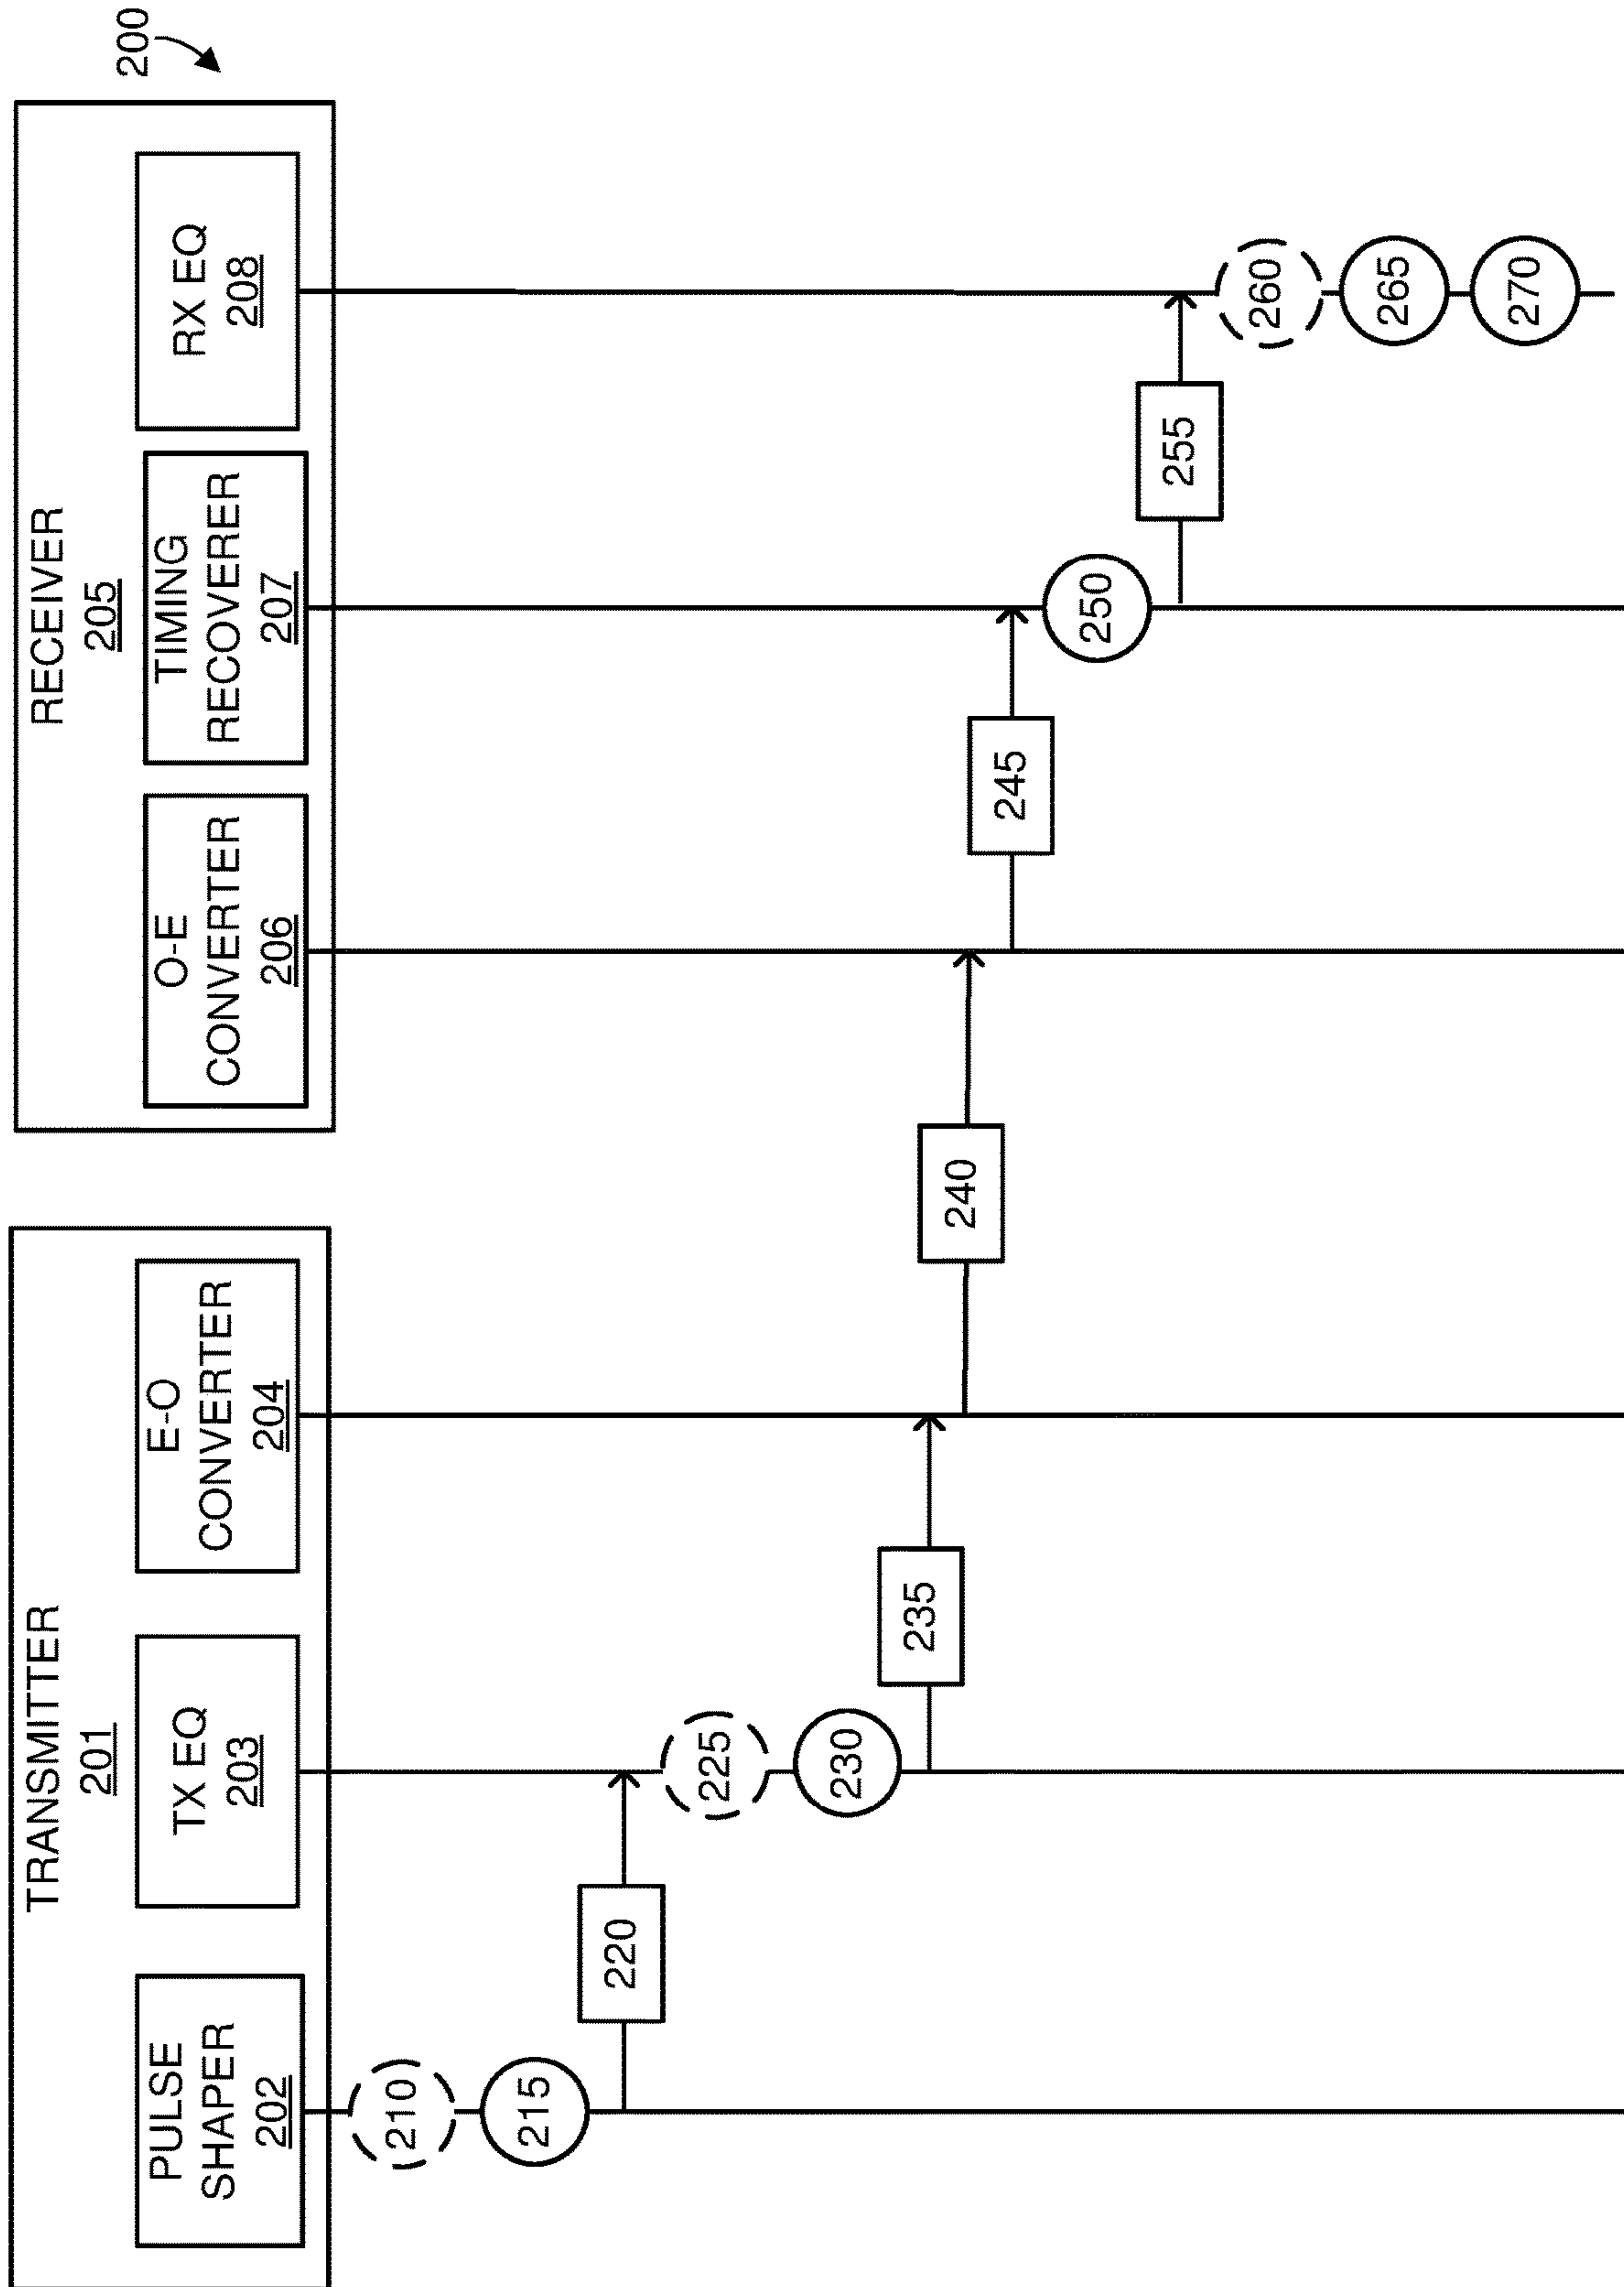 200
TRANSMITTER
201
PULSE
SHAPER
202
TX EQ
203
E-O
CONVERTER
204
RECEIVER
205
O-E
CONVERTER
206
TIMING
RECOVERER
207
RX EQ
208
210
215
220
225
230
235
240
245
250
255
260
265
270